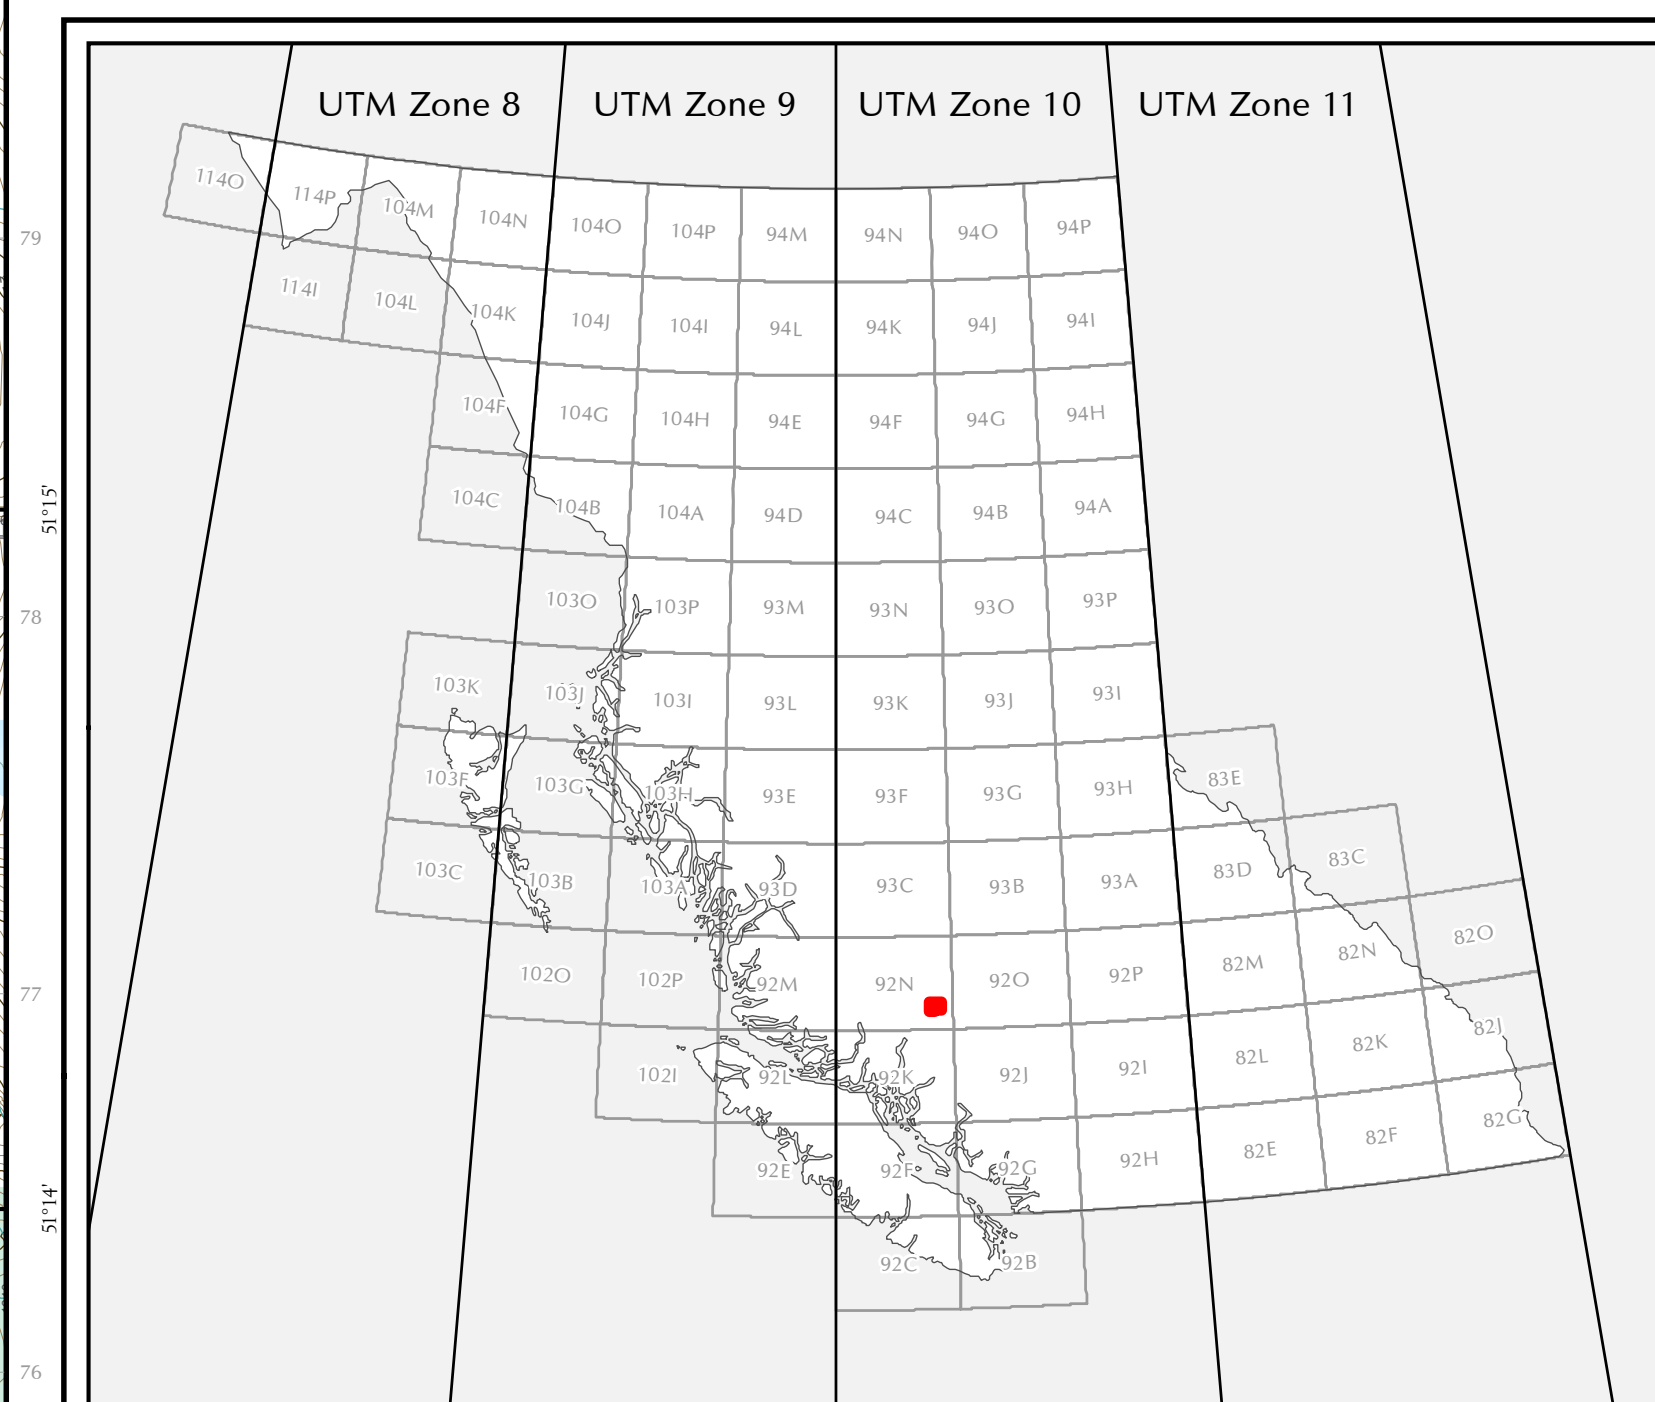 UTM Zone 8 UTM Zone 9 UTM Zone 10 UTM Zone 11
114O 114P 104M 104N 104O 104P 94M 94N 94O 94P
79
114I 104L 104K 104J 104I 94L 94K 94J 94I
104F 104G 104H 94E 94F 94G 94H
51°15'
104C 104B 104A 94D 94C 94B 94A
78
103O 103P 93M 93N 93O 93P
103K 103J 103I 93L 93K 93J 93I
103F 103G 103H 93E 93F 93G 93H 83E
103C 103B 103A 93D 93C 93B 93A 83D 83C
77
102O 102P 92M 92N 92O 92P 82M 82N 82O
102I 92L 92K 92J 92I 82L 82K 82J
51°14'
92E 92F 92G 92H 82E 82F 82G
92C 92B
76